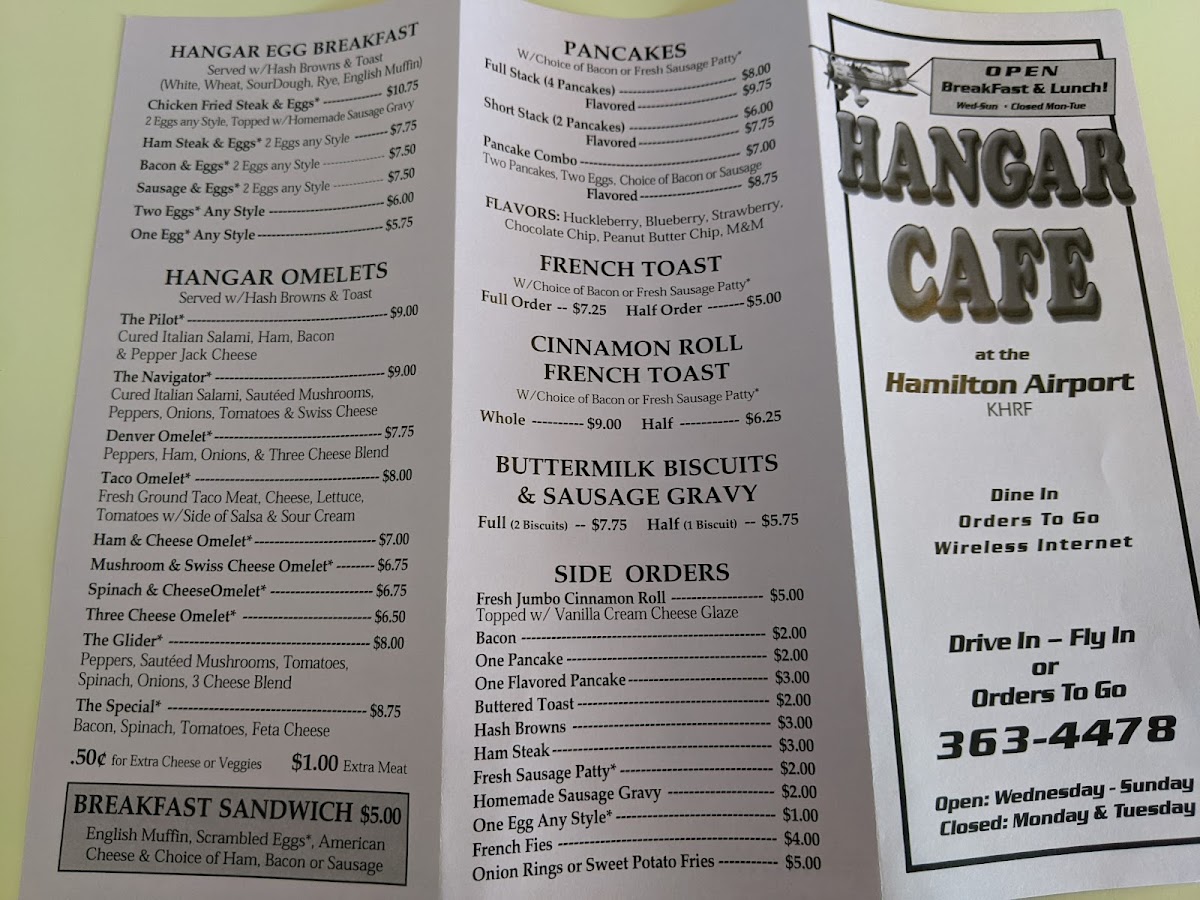 HANGAR EGG BREAKFAST
Served w/Hash Browns & Toast
(White, Wheat, SourDough, Rye, English Muffin)
Chicken Fried Steak & Eggs* ---------- $10.75
2 Eggs any Style, Topped w/Homemade Sausage Gravy
Ham Steak & Eggs* 2 Eggs any Style ------- $7.75
Bacon & Eggs* 2 Eggs any Style ---------- $7.50
Sausage & Eggs* 2 Eggs any Style ---------- $7.50
Two Eggs* Any Style -------------------- $6.00
One Egg* Any Style --------------------- $5.75
HANGAR OMELETS
Served w/Hash Browns & Toast
The Pilot* ------------------------------ $9.00
Cured Italian Salami, Ham, Bacon
& Pepper Jack Cheese
The Navigator* ------------------------- $9.00
Cured Italian Salami, Sautéed Mushrooms,
Peppers, Onions, Tomatoes & Swiss Cheese
Denver Omelet* ------------------------- $7.75
Peppers, Ham, Onions, & Three Cheese Blend
Taco Omelet* --------------------------- $8.00
Fresh Ground Taco Meat, Cheese, Lettuce,
Tomatoes w/Side of Salsa & Sour Cream
Ham & Cheese Omelet* ------------------ $7.00
Mushroom & Swiss Cheese Omelet* -------- $6.75
Spinach & CheeseOmelet* --------------- $6.75
Three Cheese Omelet* ------------------- $6.50
The Glider* ---------------------------- $8.00
Peppers, Sautéed Mushrooms, Tomatoes,
Spinach, Onions, 3 Cheese Blend
The Special* --------------------------- $8.75
Bacon, Spinach, Tomatoes, Feta Cheese
.50¢ for Extra Cheese or Veggies $1.00 Extra Meat
BREAKFAST SANDWICH $5.00
English Muffin, Scrambled Eggs*, American
Cheese & Choice of Ham, Bacon or Sausage
PANCAKES
W/Choice of Bacon or Fresh Sausage Patty*
Full Stack (4 Pancakes) ---------------- $8.00
Flavored ---------------- $9.75
Short Stack (2 Pancakes) --------------- $6.00
Flavored ---------------- $7.75
Pancake Combo ------------------------- $7.00
Two Pancakes, Two Eggs, Choice of Bacon or Sausage
Flavored ---------------- $8.75
FLAVORS: Huckleberry, Blueberry, Strawberry,
Chocolate Chip, Peanut Butter Chip, M&M
FRENCH TOAST
W/Choice of Bacon or Fresh Sausage Patty*
Full Order -- $7.25 Half Order ------- $5.00
CINNAMON ROLL
FRENCH TOAST
W/Choice of Bacon or Fresh Sausage Patty*
Whole ---------- $9.00 Half ----------- $6.25
BUTTERMILK BISCUITS
& SAUSAGE GRAVY
Full (2 Biscuits) -- $7.75 Half (1 Biscuit) -- $5.75
SIDE ORDERS
Fresh Jumbo Cinnamon Roll ---------------- $5.00
Topped w/ Vanilla Cream Cheese Glaze
Bacon ---------------------------------- $2.00
One Pancake ---------------------------- $2.00
One Flavored Pancake -------------------- $3.00
Buttered Toast -------------------------- $2.00
Hash Browns ---------------------------- $3.00
Ham Steak ------------------------------ $3.00
Fresh Sausage Patty* -------------------- $2.00
Homemade Sausage Gravy ---------------- $2.00
One Egg Any Style* --------------------- $1.00
French Fies ----------------------------- $4.00
Onion Rings or Sweet Potato Fries ----------- $5.00
OPEN
BreakFast & Lunch!
Wed-Sun • Closed Mon-Tue
HANGAR
CAFE
at the
Hamilton Airport
KHRF
Dine In
Orders To Go
Wireless Internet
Drive In – Fly In
or
Orders To Go
363-4478
Open: Wednesday - Sunday
Closed: Monday & Tuesday